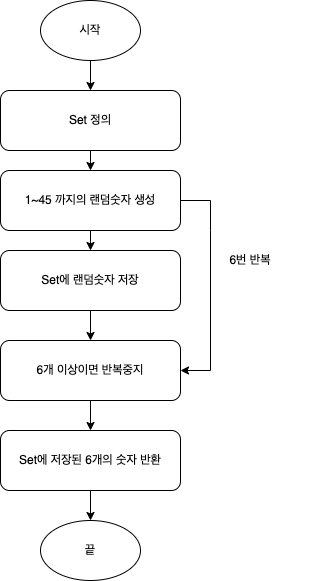 시작
Set 정의
1~45 까지의 랜덤숫자 생성
6번 반복
Set에 랜덤숫자 저장
6개 이상이면 반복중지
Set에 저장된 6개의 숫자 반환
끝